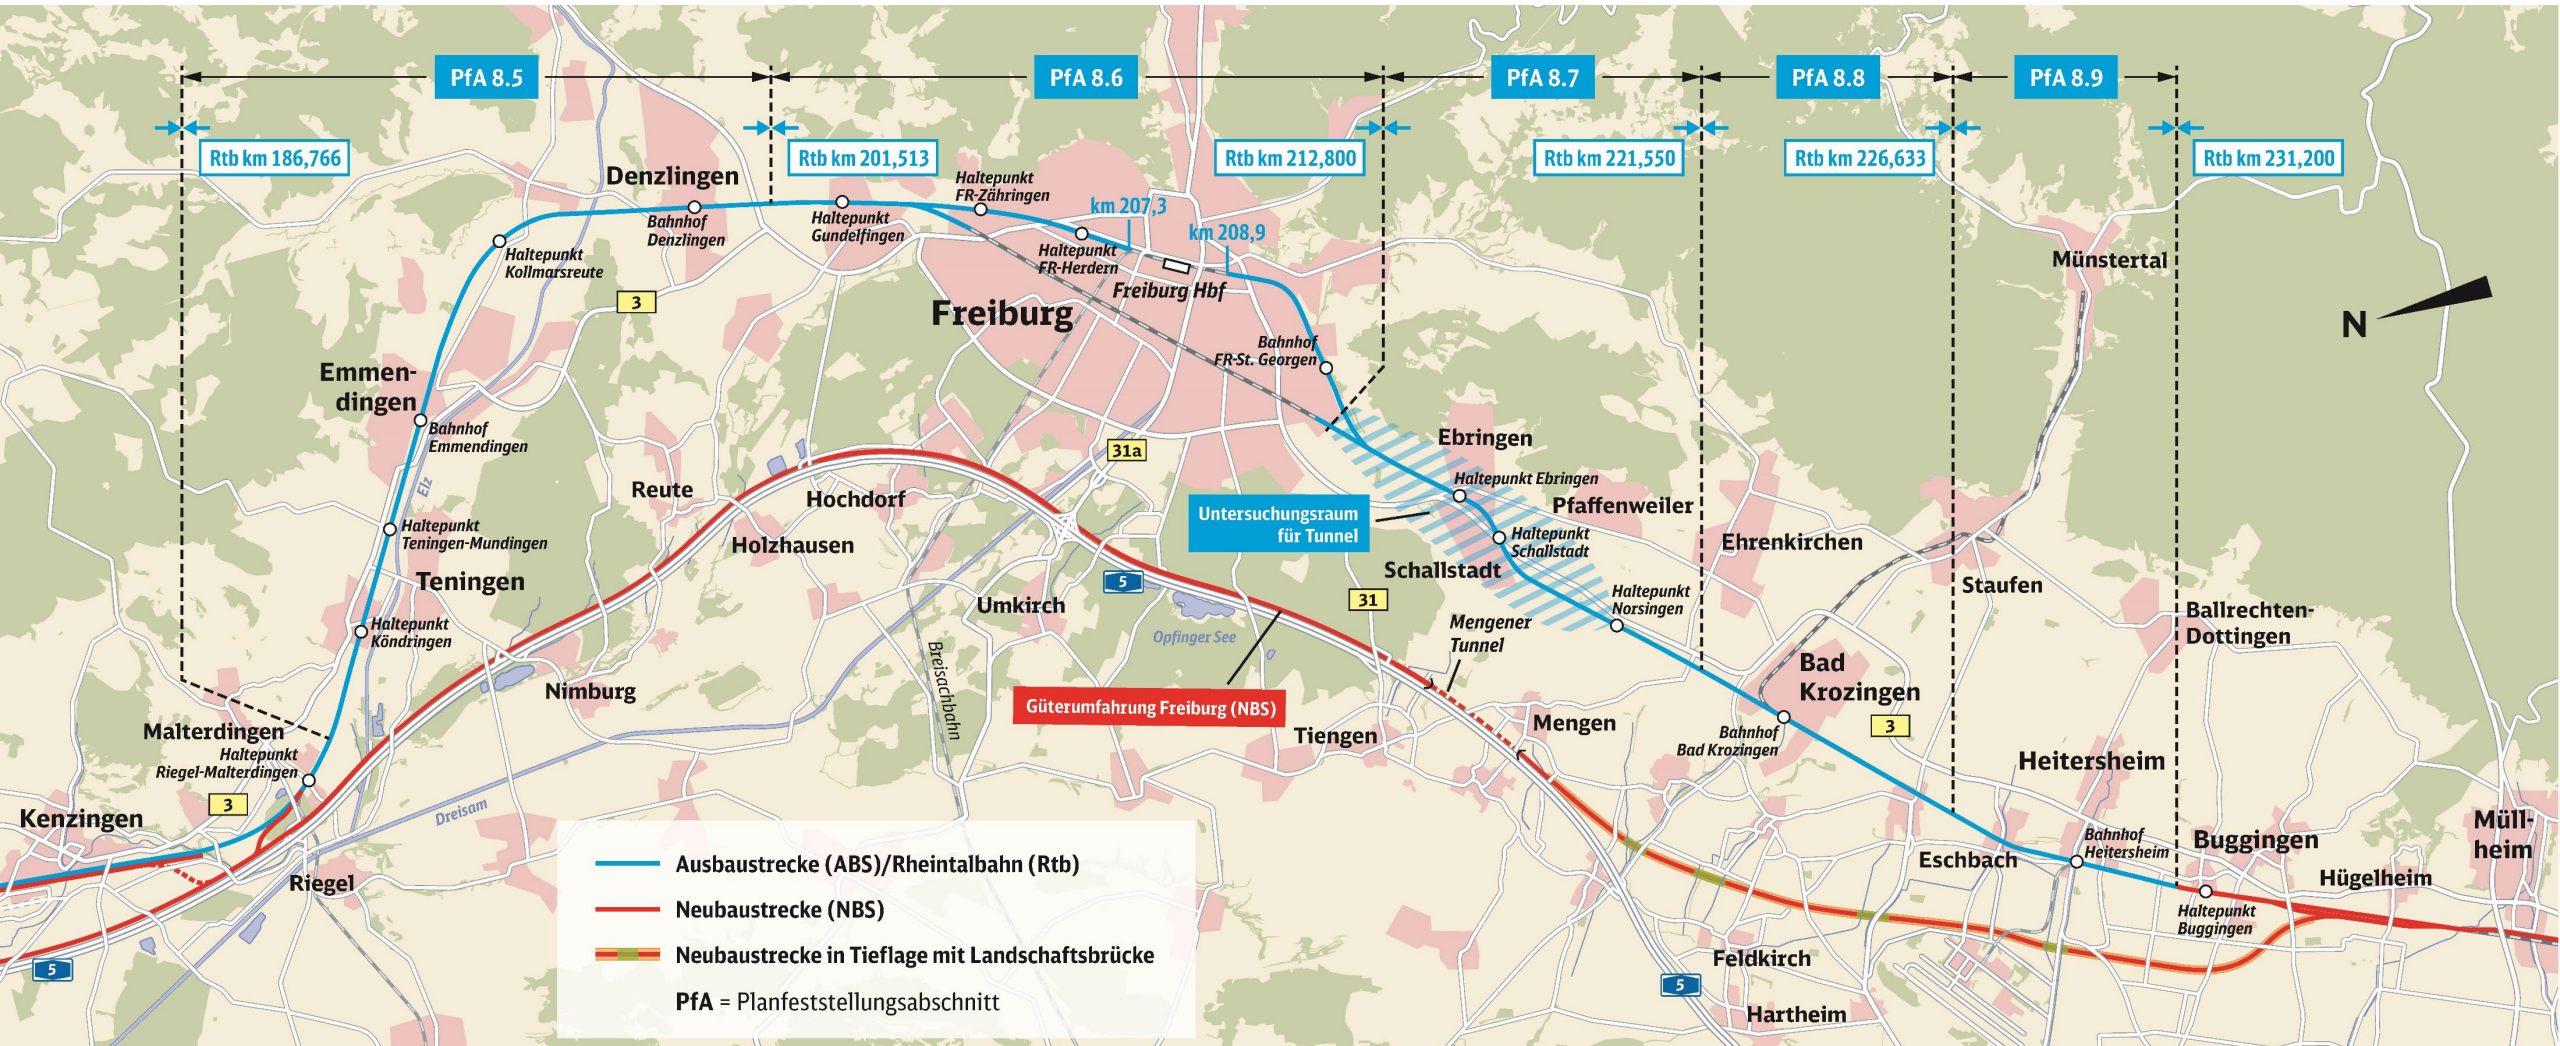 PfA 8.5
PfA 8.6
PfA 8.7
PfA 8.8
PfA 8.9
Rtb km 186,766
Rtb km 201,513
Rtb km 212,800
Rtb km 221,550
Rtb km 226,633
Rtb km 231,200
Denzlingen
Bahnhof
Denzlingen
Haltepunkt
Gundelfingen
Haltepunkt
FR-Zähringen
km 207,3
km 208,9
Haltepunkt
FR-Herdern
Freiburg Hbf
Haltepunkt
Kollmarsreute
3
Freiburg
Münstertal
N
Bahnhof
FR-St. Georgen
Emmen-
dingen
Bahnhof
Emmendingen
Elz
31a
Ebringen
Haltepunkt Ebringen
Reute
Hochdorf
Untersuchungsraum
für Tunnel
Pfaffenweiler
Haltepunkt
Teningen-Mundingen
Holzhausen
Haltepunkt
Schallstadt
Ehrenkirchen
Teningen
5
Schallstadt
Staufen
Umkirch
31
Haltepunkt
Norsingen
Ballrechten-
Dottingen
Haltepunkt
Köndringen
Opfinger See
Mengener
Tunnel
Breisachbahn
Nimburg
Güterumfahrung Freiburg (NBS)
Bad
Krozingen
3
Tiengen
Mengen
Bahnhof
Bad Krozingen
Malterdingen
Haltepunkt
Riegel-Malterdingen
Heitersheim
3
Kenzingen
Dreisam
Bahnhof
Heitersheim
Buggingen
Müll-
heim
Eschbach
Hügelheim
Riegel
Haltepunkt
Buggingen
5
Feldkirch
5
Hartheim
Ausbaustrecke (ABS)/Rheintalbahn (Rtb)
Neubaustrecke (NBS)
Neubaustrecke in Tieflage mit Landschaftsbrücke
PfA = Planfeststellungsabschnitt